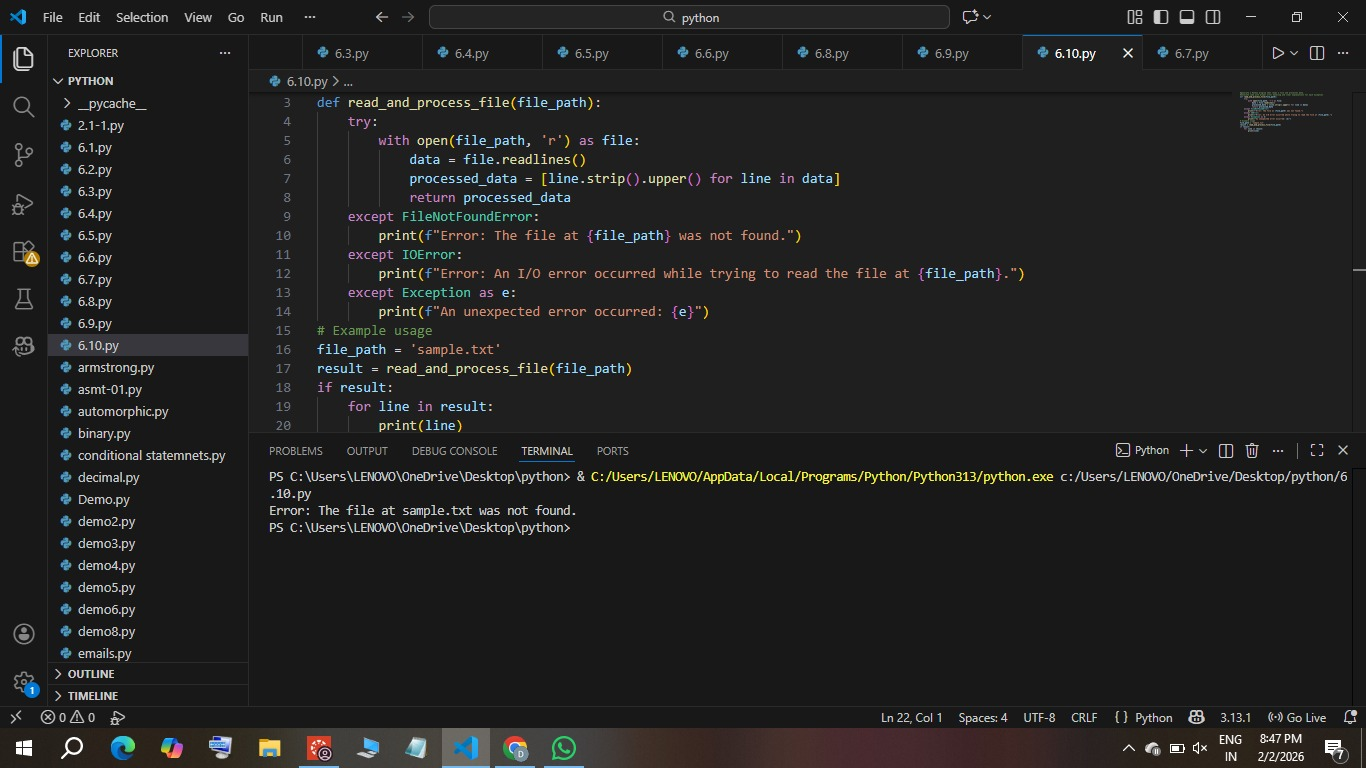 File Edit Selection View Go Run ···
python
EXPLORER ···
PYTHON
__pycache__
2.1-1.py
6.1.py
6.2.py
6.3.py
6.4.py
6.5.py
6.6.py
6.7.py
6.8.py
6.9.py
6.10.py
armstrong.py
asmt-01.py
automorphic.py
binary.py
conditional statemnets.py
decimal.py
Demo.py
demo2.py
demo3.py
demo4.py
demo5.py
demo6.py
demo8.py
emails.py
OUTLINE
TIMELINE
1
6.3.py 6.4.py 6.5.py 6.6.py 6.8.py 6.9.py 6.10.py 6.7.py
6.10.py > ...
3 def read_and_process_file(file_path):
4 try:
5 with open(file_path, 'r') as file:
6 data = file.readlines()
7 processed_data = [line.strip().upper() for line in data]
8 return processed_data
9 except FileNotFoundError:
10 print(f"Error: The file at {file_path} was not found.")
11 except IOError:
12 print(f"Error: An I/O error occurred while trying to read the file at {file_path}.")
13 except Exception as e:
14 print(f"An unexpected error occurred: {e}")
15 # Example usage
16 file_path = 'sample.txt'
17 result = read_and_process_file(file_path)
18 if result:
19 for line in result:
20 print(line)
PROBLEMS OUTPUT DEBUG CONSOLE TERMINAL PORTS
Python
PS C:\Users\LENOVO\OneDrive\Desktop\python> & C:/Users/LENOVO/AppData/Local/Programs/Python/Python313/python.exe c:/Users/LENOVO/OneDrive/Desktop/python/6
.10.py
Error: The file at sample.txt was not found.
PS C:\Users\LENOVO\OneDrive\Desktop\python>
0 0
Ln 22, Col 1 Spaces: 4 UTF-8 CRLF { } Python 3.13.1 Go Live
D
ENG
IN
8:47 PM
2/2/2026
7